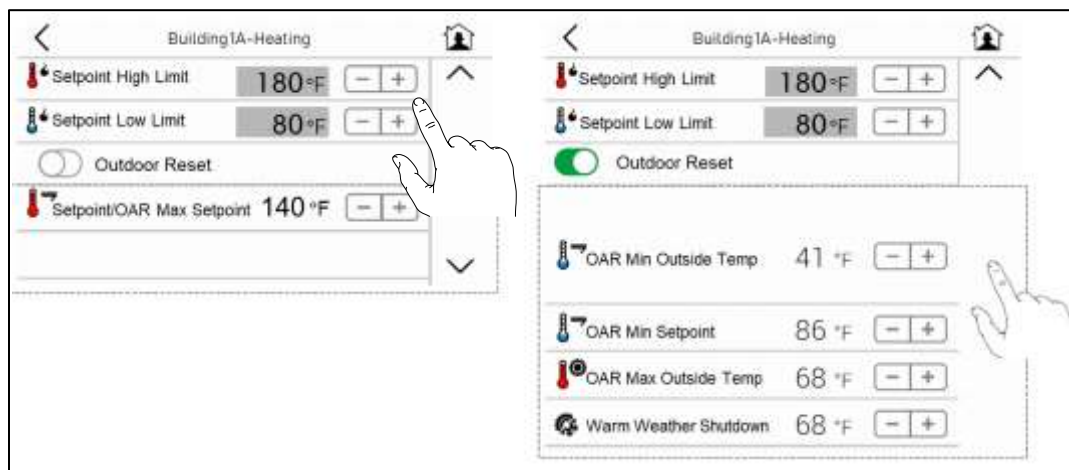 Building1A-Heating
Setpoint High Limit 180°F - +
Setpoint Low Limit 80°F - +
Outdoor Reset
Setpoint/OAR Max Setpoint 140 °F - +
Building1A-Heating
Setpoint High Limit 180°F - +
Setpoint Low Limit 80°F - +
Outdoor Reset
OAR Min Outside Temp 41 °F - +
OAR Min Setpoint 86 °F - +
OAR Max Outside Temp 68 °F - +
Warm Weather Shutdown 68 °F - +